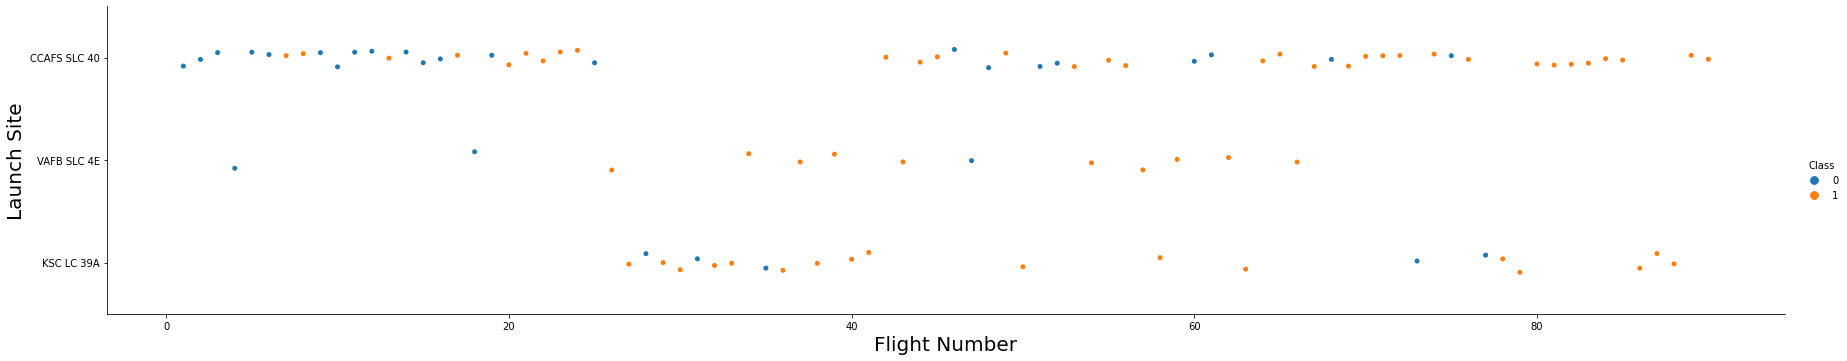 Launch Site
CCAFS SLC 40
VAFB SLC 4E
KSC LC 39A
0
20
40
60
80
Flight Number
Class
0
1